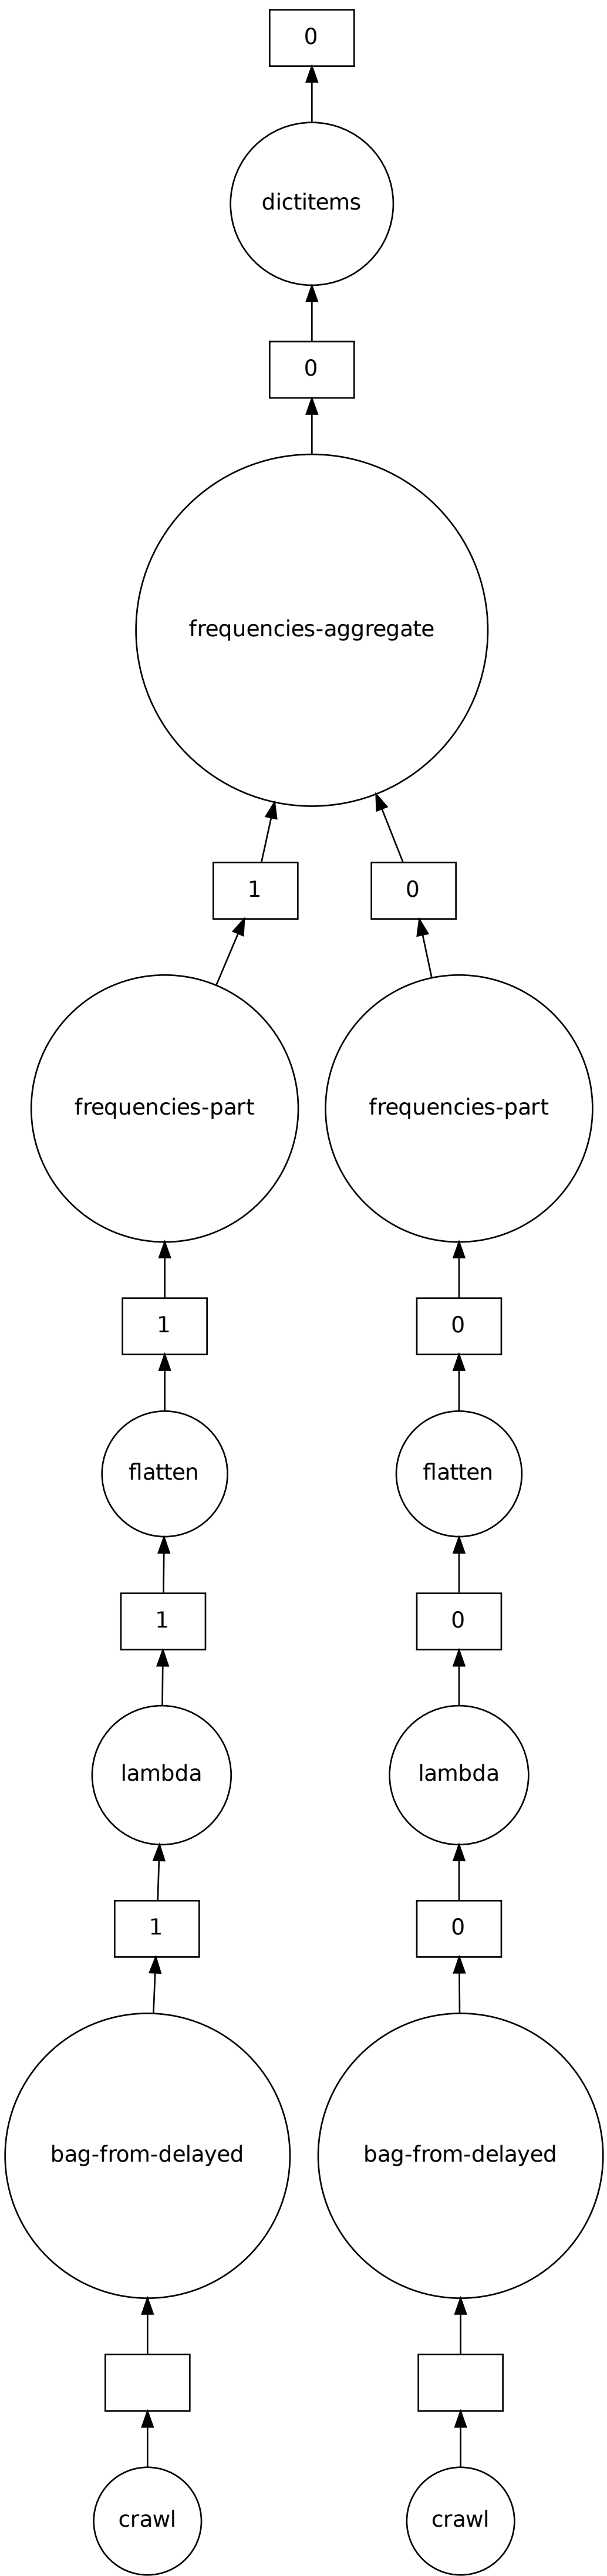 0
dictitems
0
frequencies-aggregate
1 0
frequencies-part frequencies-part
1 0
flatten flatten
1 0
lambda lambda
1 0
bag-from-delayed bag-from-delayed
crawl crawl